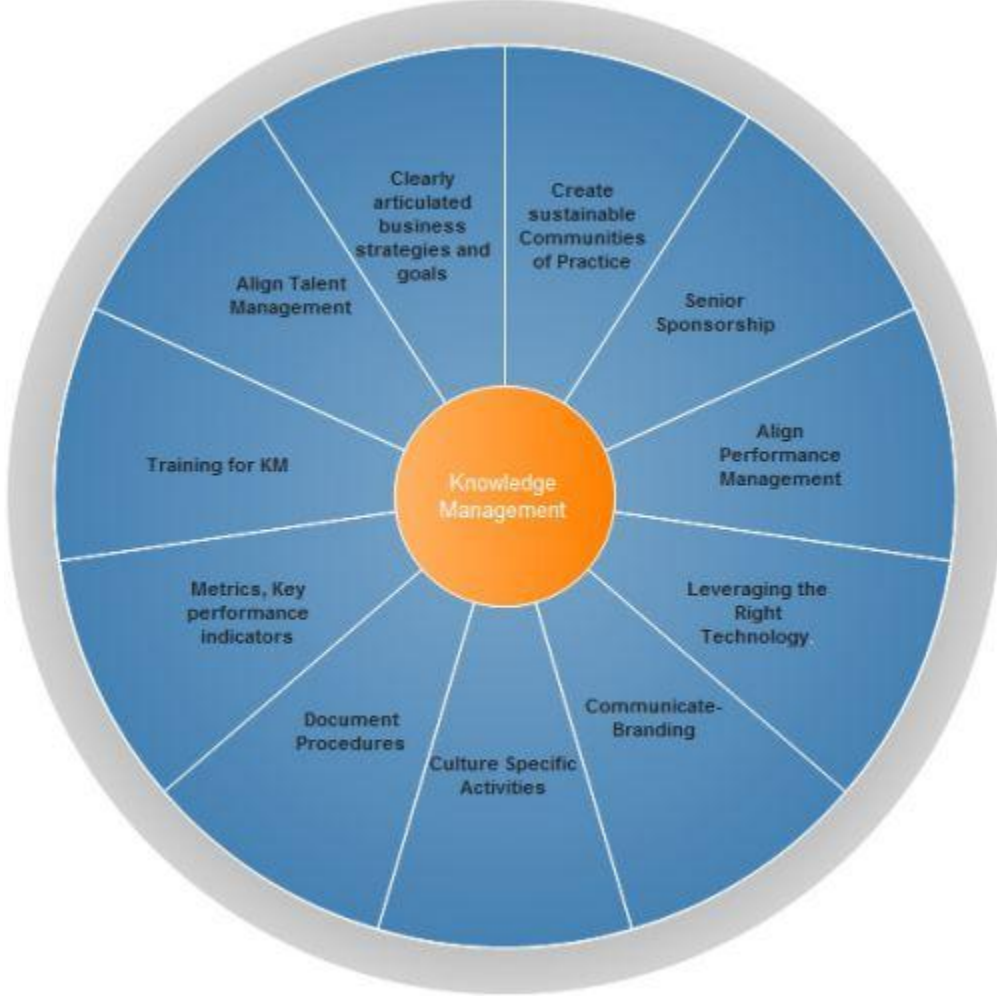 Clearly
articulated
business
strategies and
goals
Create
sustainable
Communities
of Practice
Senior
Sponsorship
Align
Performance
Management
Leveraging the
Right
Technology
Communicate-
Branding
Culture Specific
Activities
Document
Procedures
Metrics, Key
performance
indicators
Training for KM
Align Talent
Management
Knowledge
Management